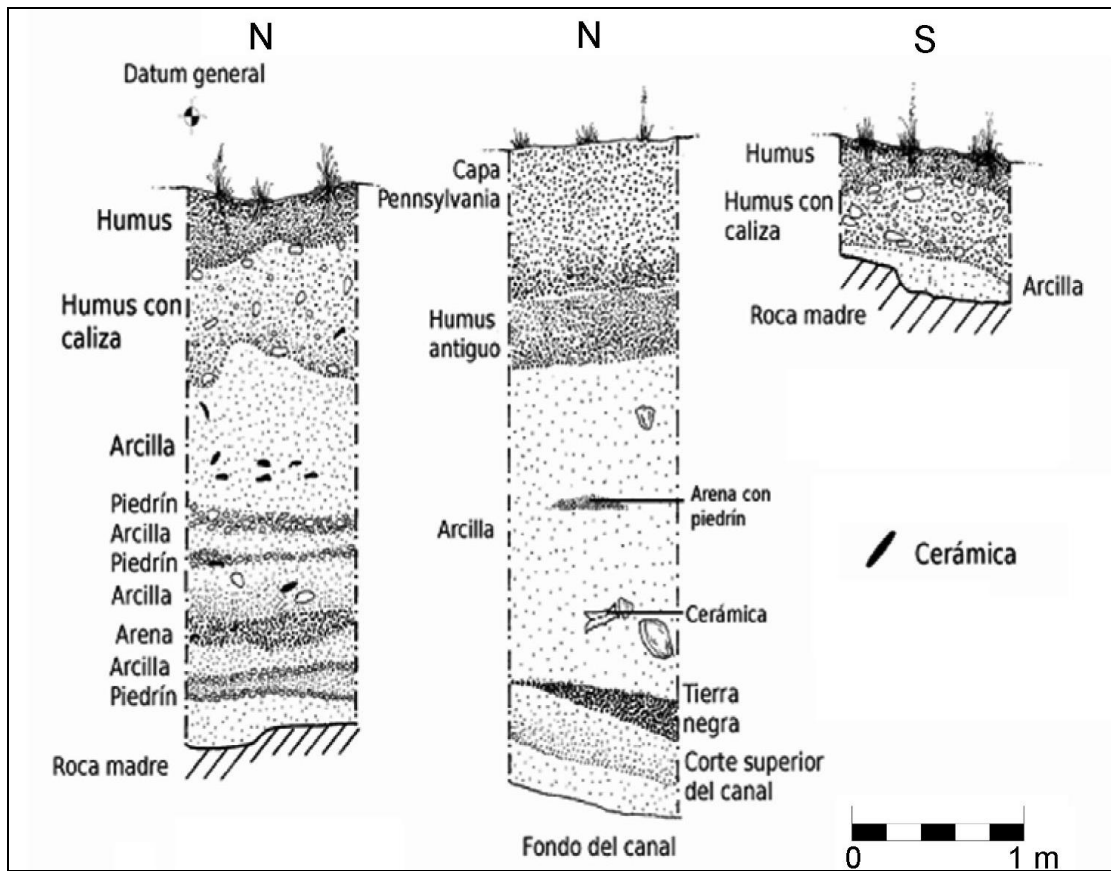 N
N
S
Datum general
Humus
Humus con
caliza
Arcilla
Piedrín
Arcilla
Piedrín
Arcilla
Arena
Arcilla
Piedrín
Roca madre
Capa
Pennsylvania
Humus
antiguo
Arcilla
Arena con
piedrín
Cerámica
Tierra
negra
Corte superior
del canal
Fondo del canal
Humus
Humus con
caliza
Arcilla
Roca madre
Cerámica
0 1 m